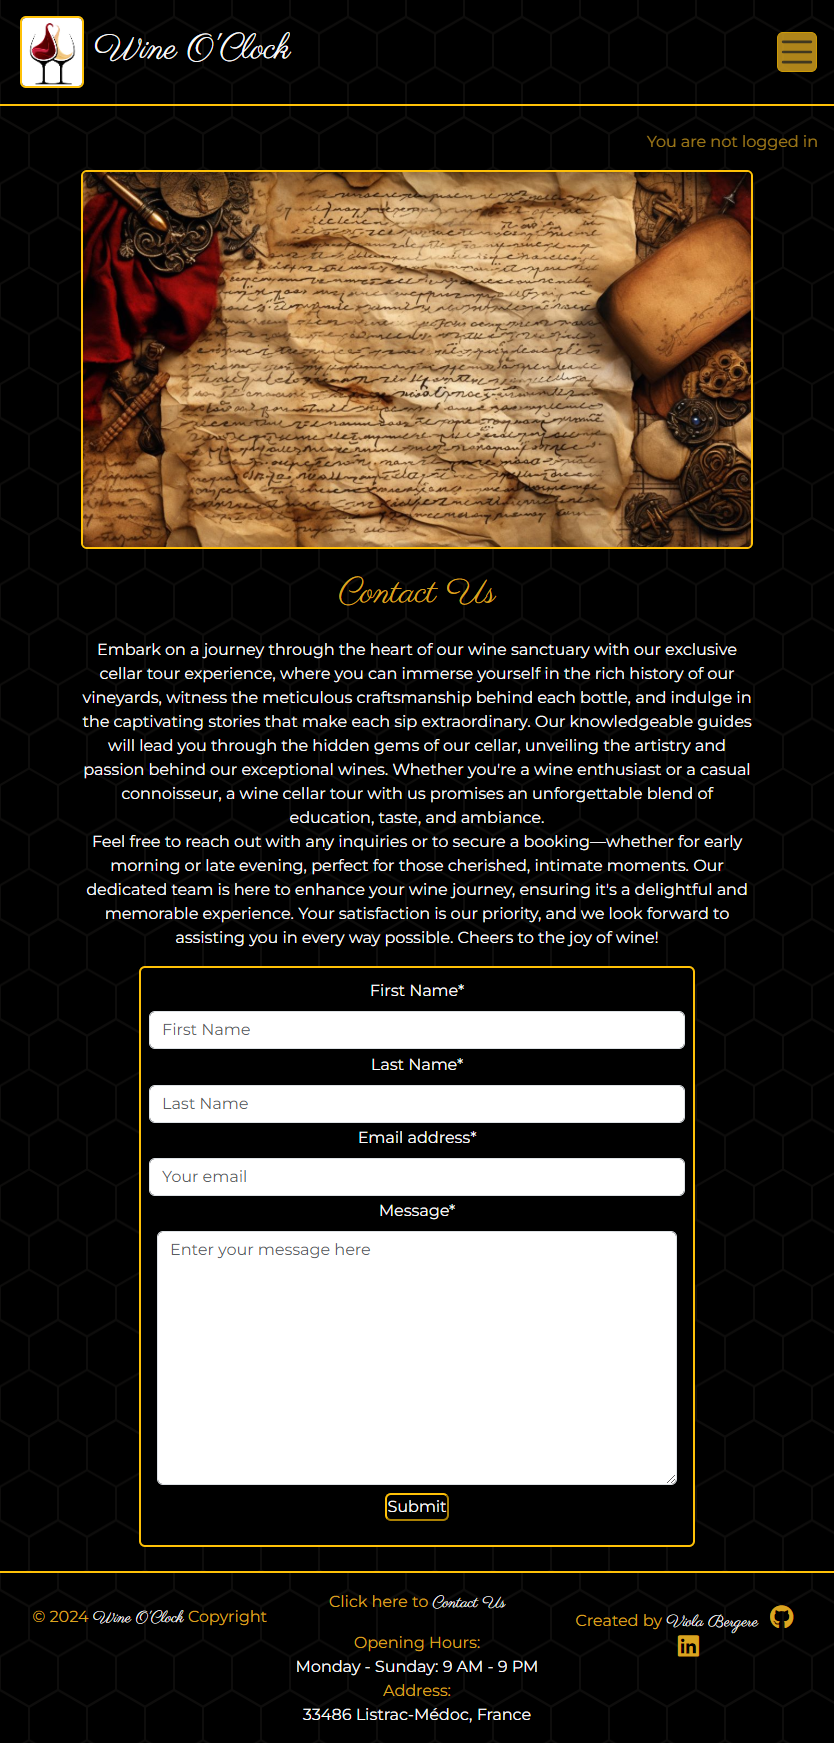 Wine O'Clock
You are not logged in
Contact Us
Embark on a journey through the heart of our wine sanctuary with our exclusive
cellar tour experience, where you can immerse yourself in the rich history of our
vineyards, witness the meticulous craftsmanship behind each bottle, and indulge in
the captivating stories that make each sip extraordinary. Our knowledgeable guides
will lead you through the hidden gems of our cellar, unveiling the artistry and
passion behind our exceptional wines. Whether you're a wine enthusiast or a casual
connoisseur, a wine cellar tour with us promises an unforgettable blend of
education, taste, and ambiance.
Feel free to reach out with any inquiries or to secure a booking—whether for early
morning or late evening, perfect for those cherished, intimate moments. Our
dedicated team is here to enhance your wine journey, ensuring it's a delightful and
memorable experience. Your satisfaction is our priority, and we look forward to
assisting you in every way possible. Cheers to the joy of wine!
First Name*
First Name
Last Name*
Last Name
Email address*
Your email
Message*
Enter your message here
Submit
© 2024 Wine O'Clock Copyright
Click here to Contact Us
Opening Hours:
Monday - Sunday: 9 AM - 9 PM
Address:
33486 Listrac-Médoc, France
Created by Viola Bergere
in